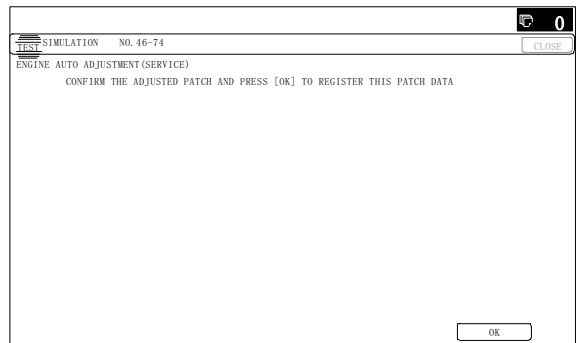 0
TEST SIMULATION NO.46-74 CLOSE
ENGINE AUTO ADJUSTMENT(SERVICE)
CONFIRM THE ADJUSTED PATCH AND PRESS [OK] TO REGISTER THIS PATCH DATA
OK